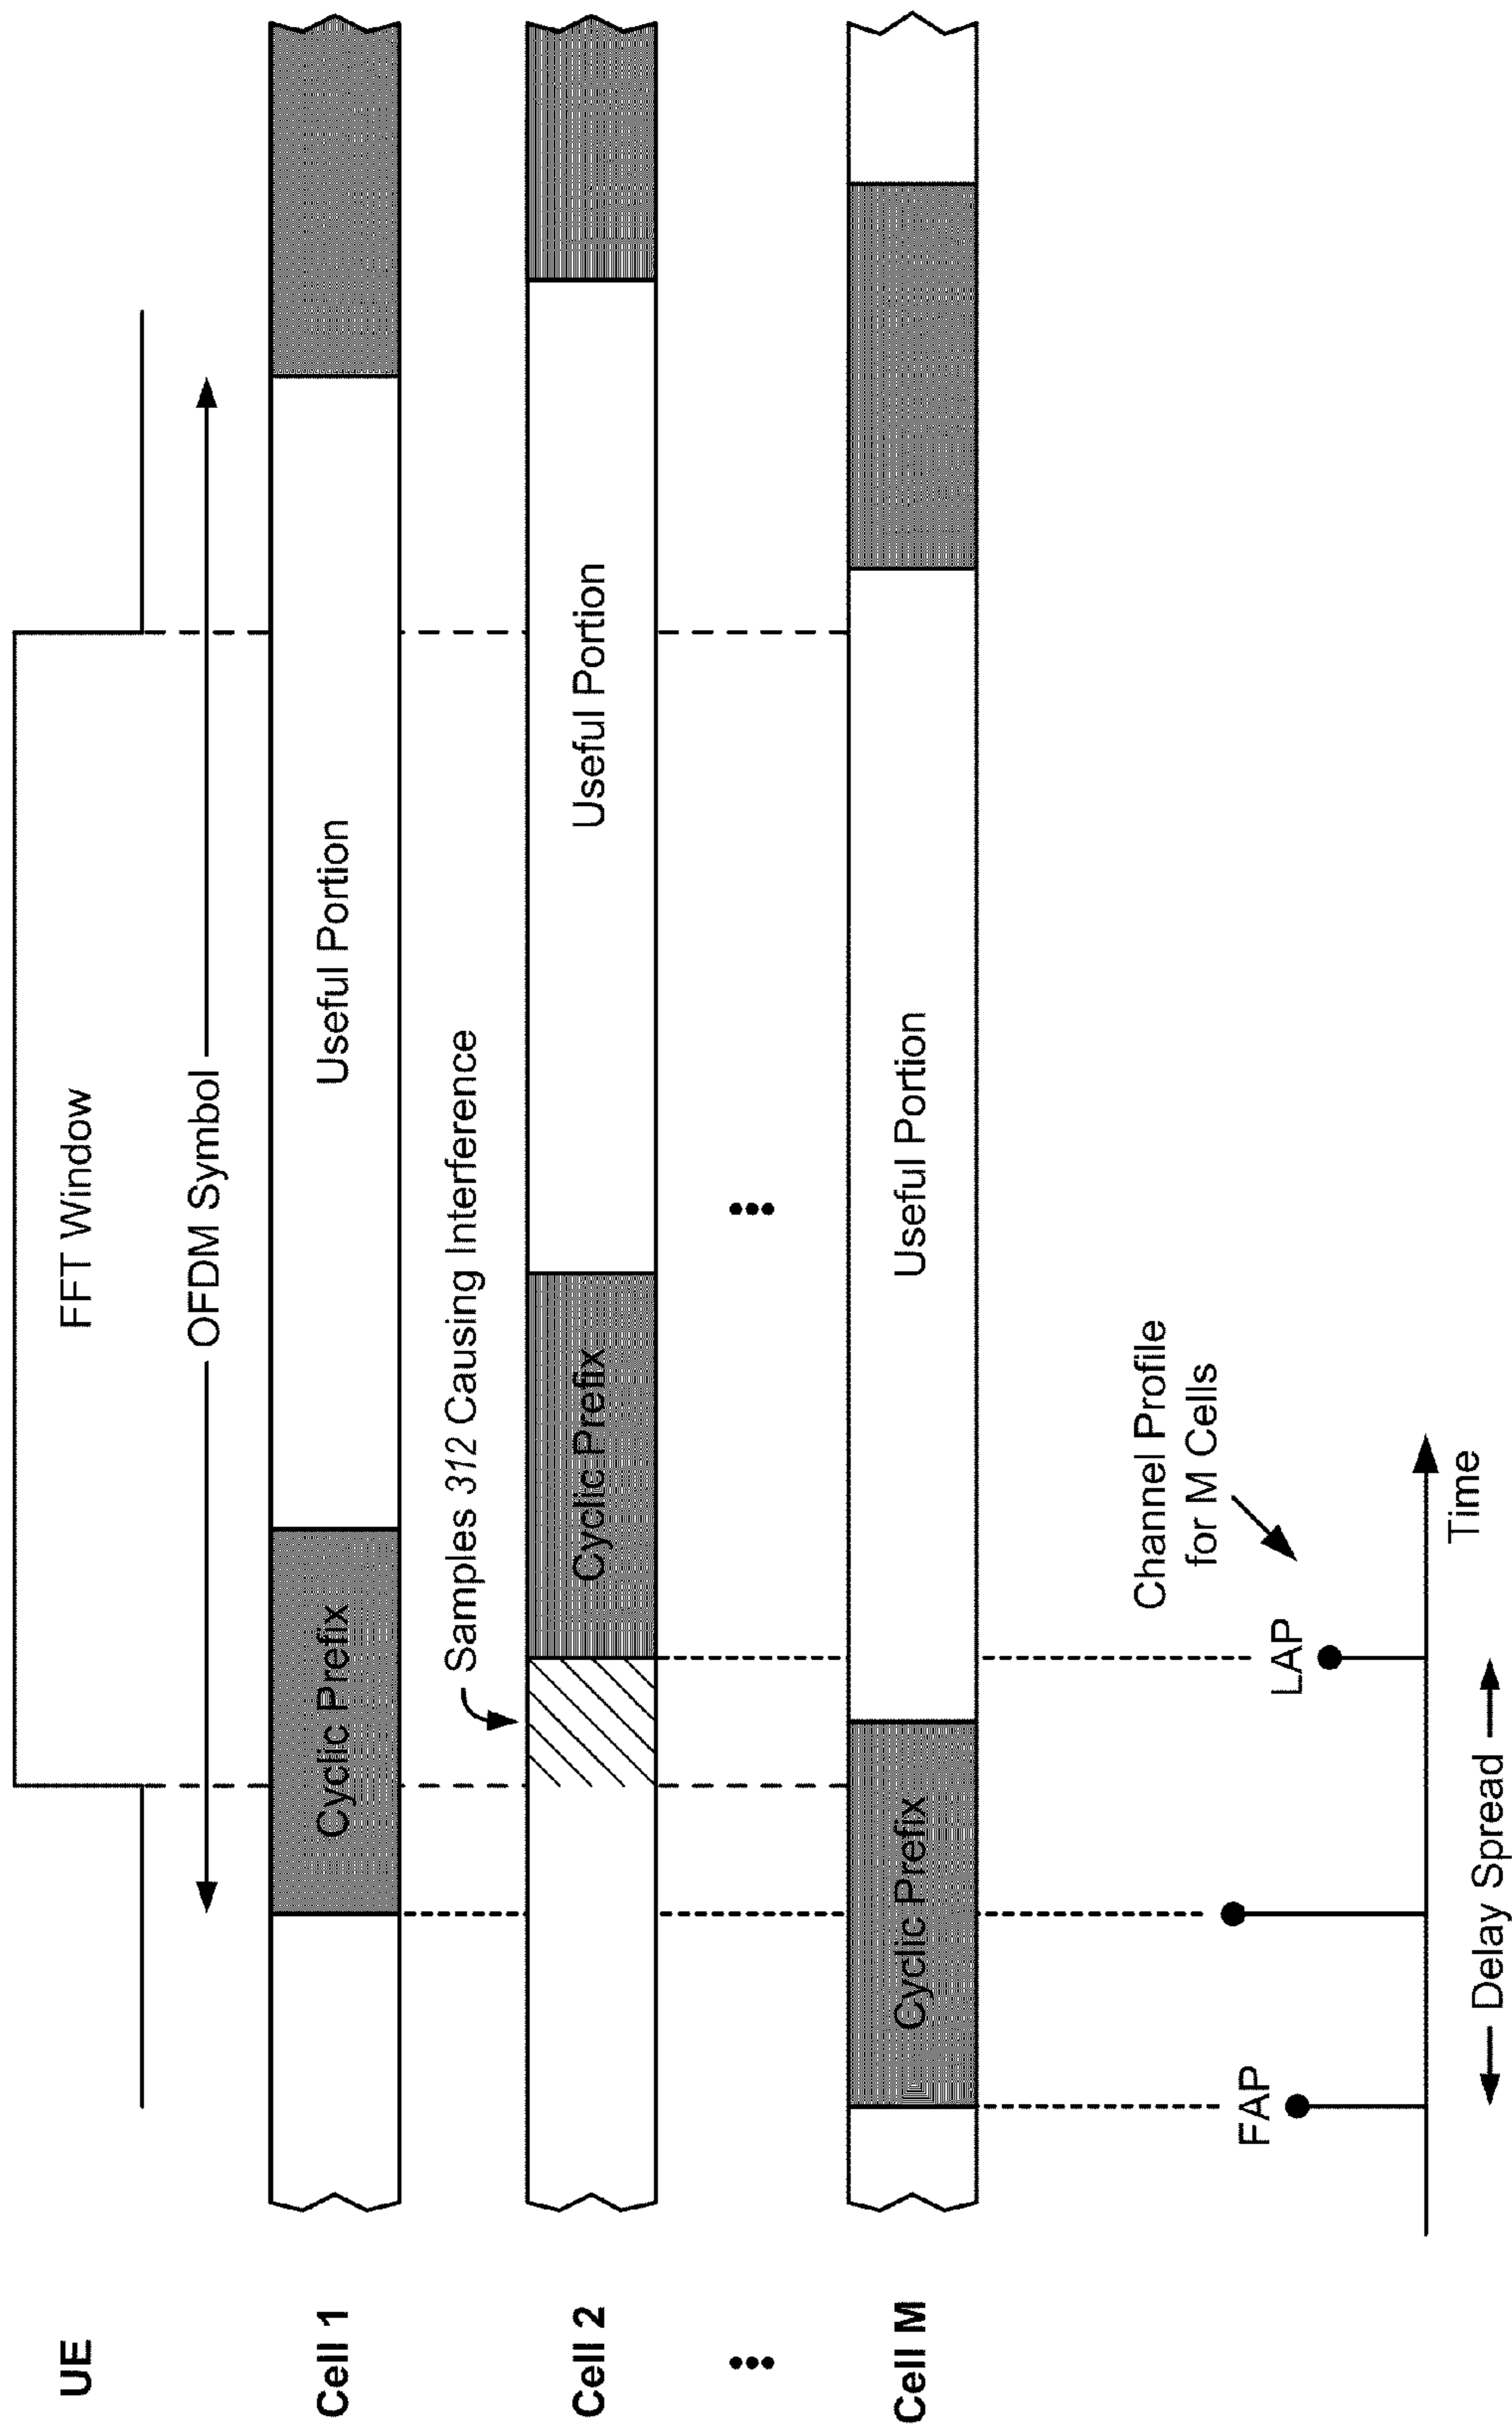 UE
FFT Window
OFDM Symbol
Cell 1
Cyclic Prefix
Useful Portion
Samples 312 Causing Interference
Cell 2
Cyclic Prefix
Useful Portion
Cell M
Cyclic Prefix
Useful Portion
Channel Profile
for M Cells
FAP
LAP
Time
Delay Spread